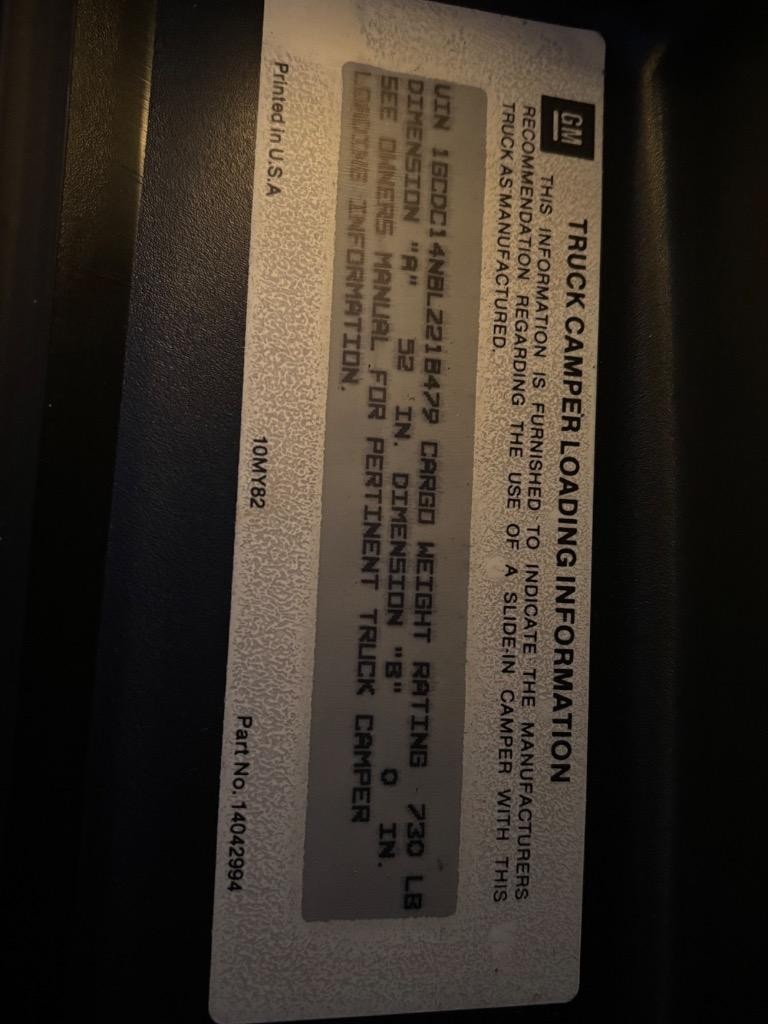 GM
TRUCK CAMPER LOADING INFORMATION
THIS INFORMATION IS FURNISHED TO INDICATE THE MANUFACTURERS
RECOMMENDATION REGARDING THE USE OF A SLIDE-IN CAMPER WITH THIS
TRUCK AS MANUFACTURED.
VIN 1GCDC14N8LZ218479 CARGO WEIGHT RATING 730 LB
DIMENSION "A" 52 IN. DIMENSION "B" 0 IN.
SEE OWNERS MANUAL FOR PERTINENT TRUCK CAMPER
LOADING INFORMATION.
Printed in U.S.A 10MY82 Part No. 14042994